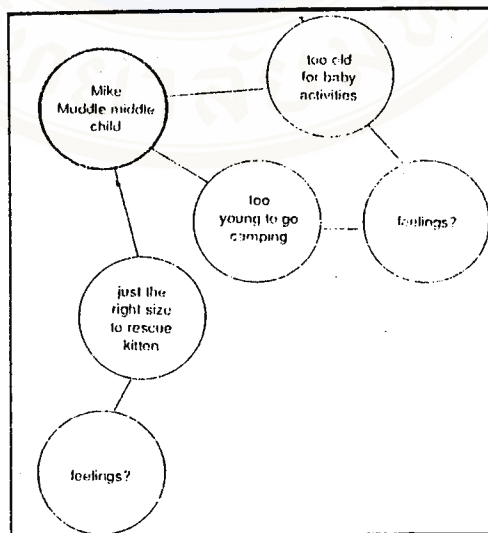 Mike
Muddle middle
child
too old
for baby
activities
too
young to go
camping
feelings?
just the
right size
to rescue
kitten
feelings?